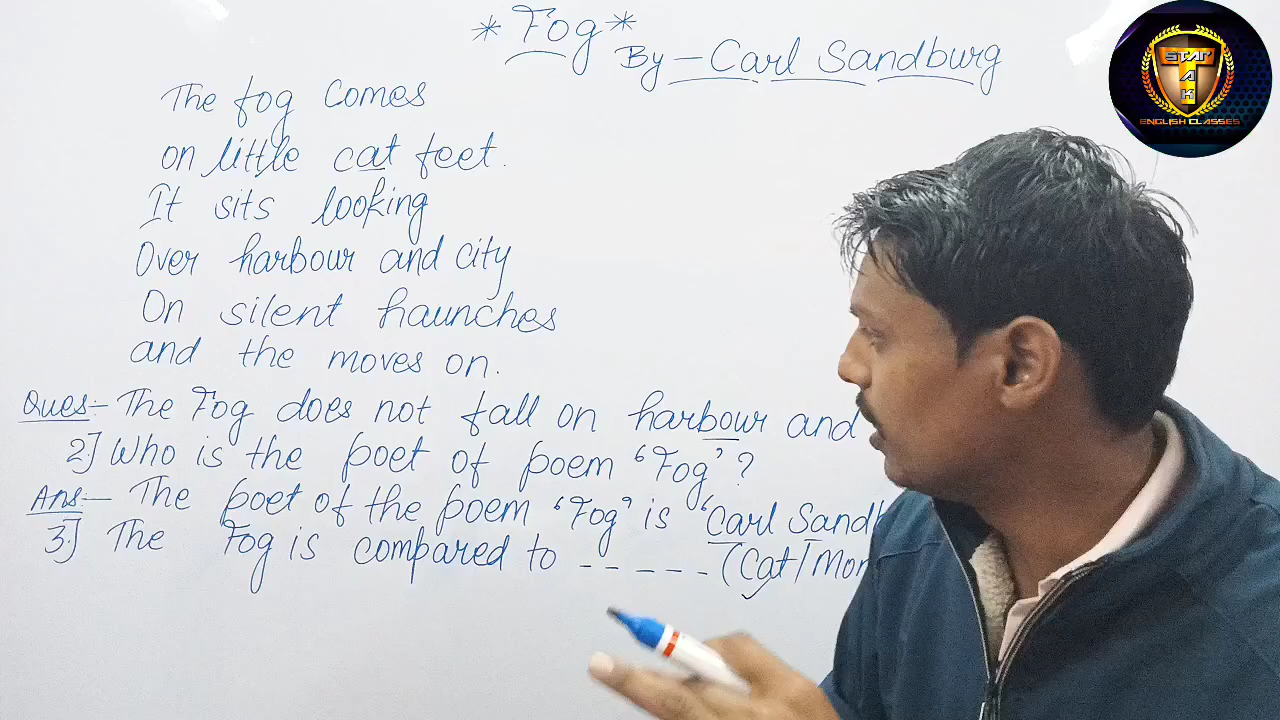 * Fog *
By - Carl Sandburg
The fog comes
on little cat feet.
It sits looking
Over harbour and city
On silent haunches
and the moves on.
Ques:- The Fog does not fall on harbour and
2] Who is the poet of poem 'Fog' ?
Ans:- The poet of the poem 'Fog' is 'Carl Sandb
3] The Fog is compared to ----- (Cat/Mon
STAR
T
A
K
ENGLISH CLASSES